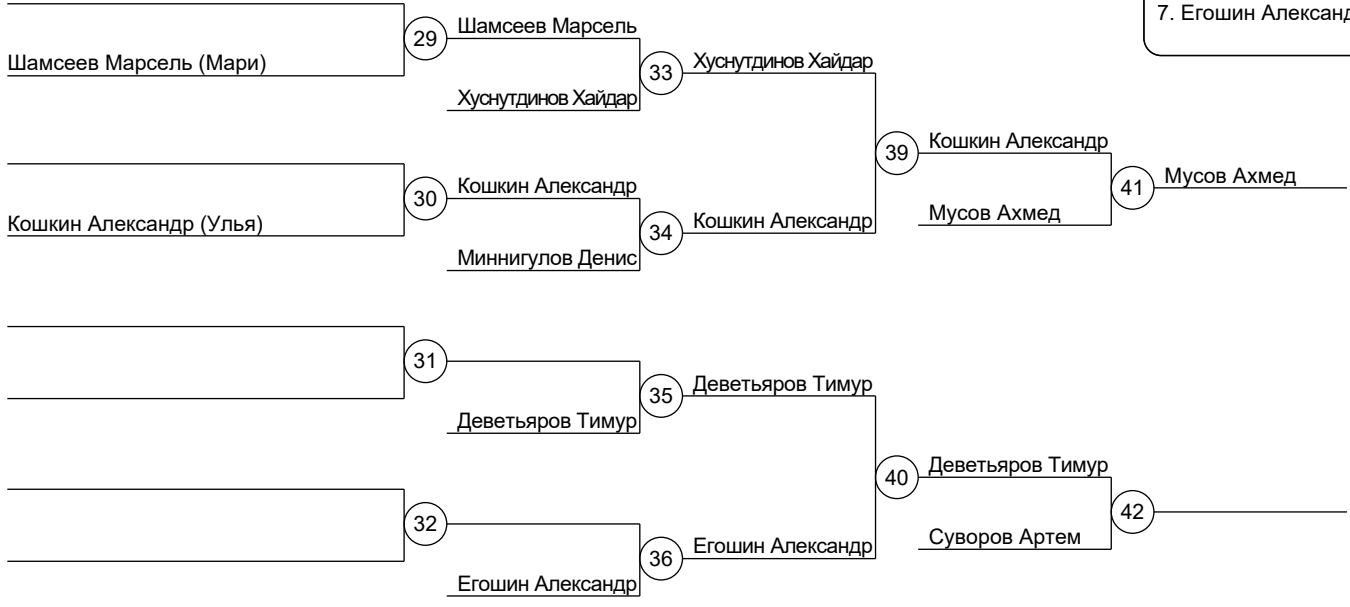 7. Егошин Александ
29
Шамсеев Марсель
Шамсеев Марсель (Мари)
33
Хуснутдинов Хайдар
Хуснутдинов Хайдар
39
Кошкин Александр
30
Кошкин Александр
41
Мусов Ахмед
Кошкин Александр (Улья)
34
Кошкин Александр
Мусов Ахмед
Миннигулов Денис
31
35
Деветьяров Тимур
Деветьяров Тимур
40
Деветьяров Тимур
32
42
Суворов Артем
36
Егошин Александр
Егошин Александр